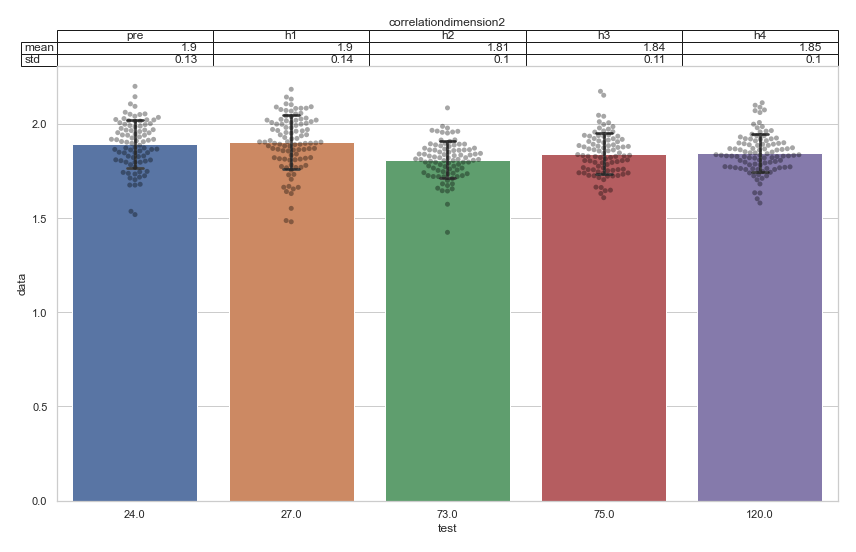 correlationdimension2
pre h1 h2 h3 h4
mean 1.9 1.9 1.81 1.84 1.85
std 0.13 0.14 0.1 0.11 0.1
2.0
1.5
data
1.0
0.5
0.0
24.0 27.0 73.0 75.0 120.0
test